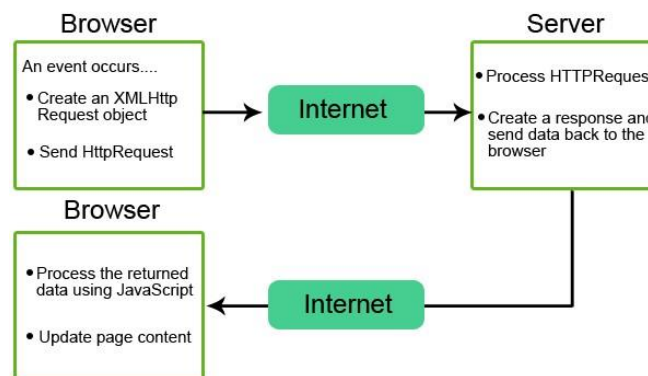 Browser
An event occurs....
• Create an XMLHttp
Request object
• Send HttpRequest
Internet
Server
• Process HTTPReques
• Create a response and
send data back to the
browser
Browser
• Process the returned
data using JavaScript
• Update page content
Internet